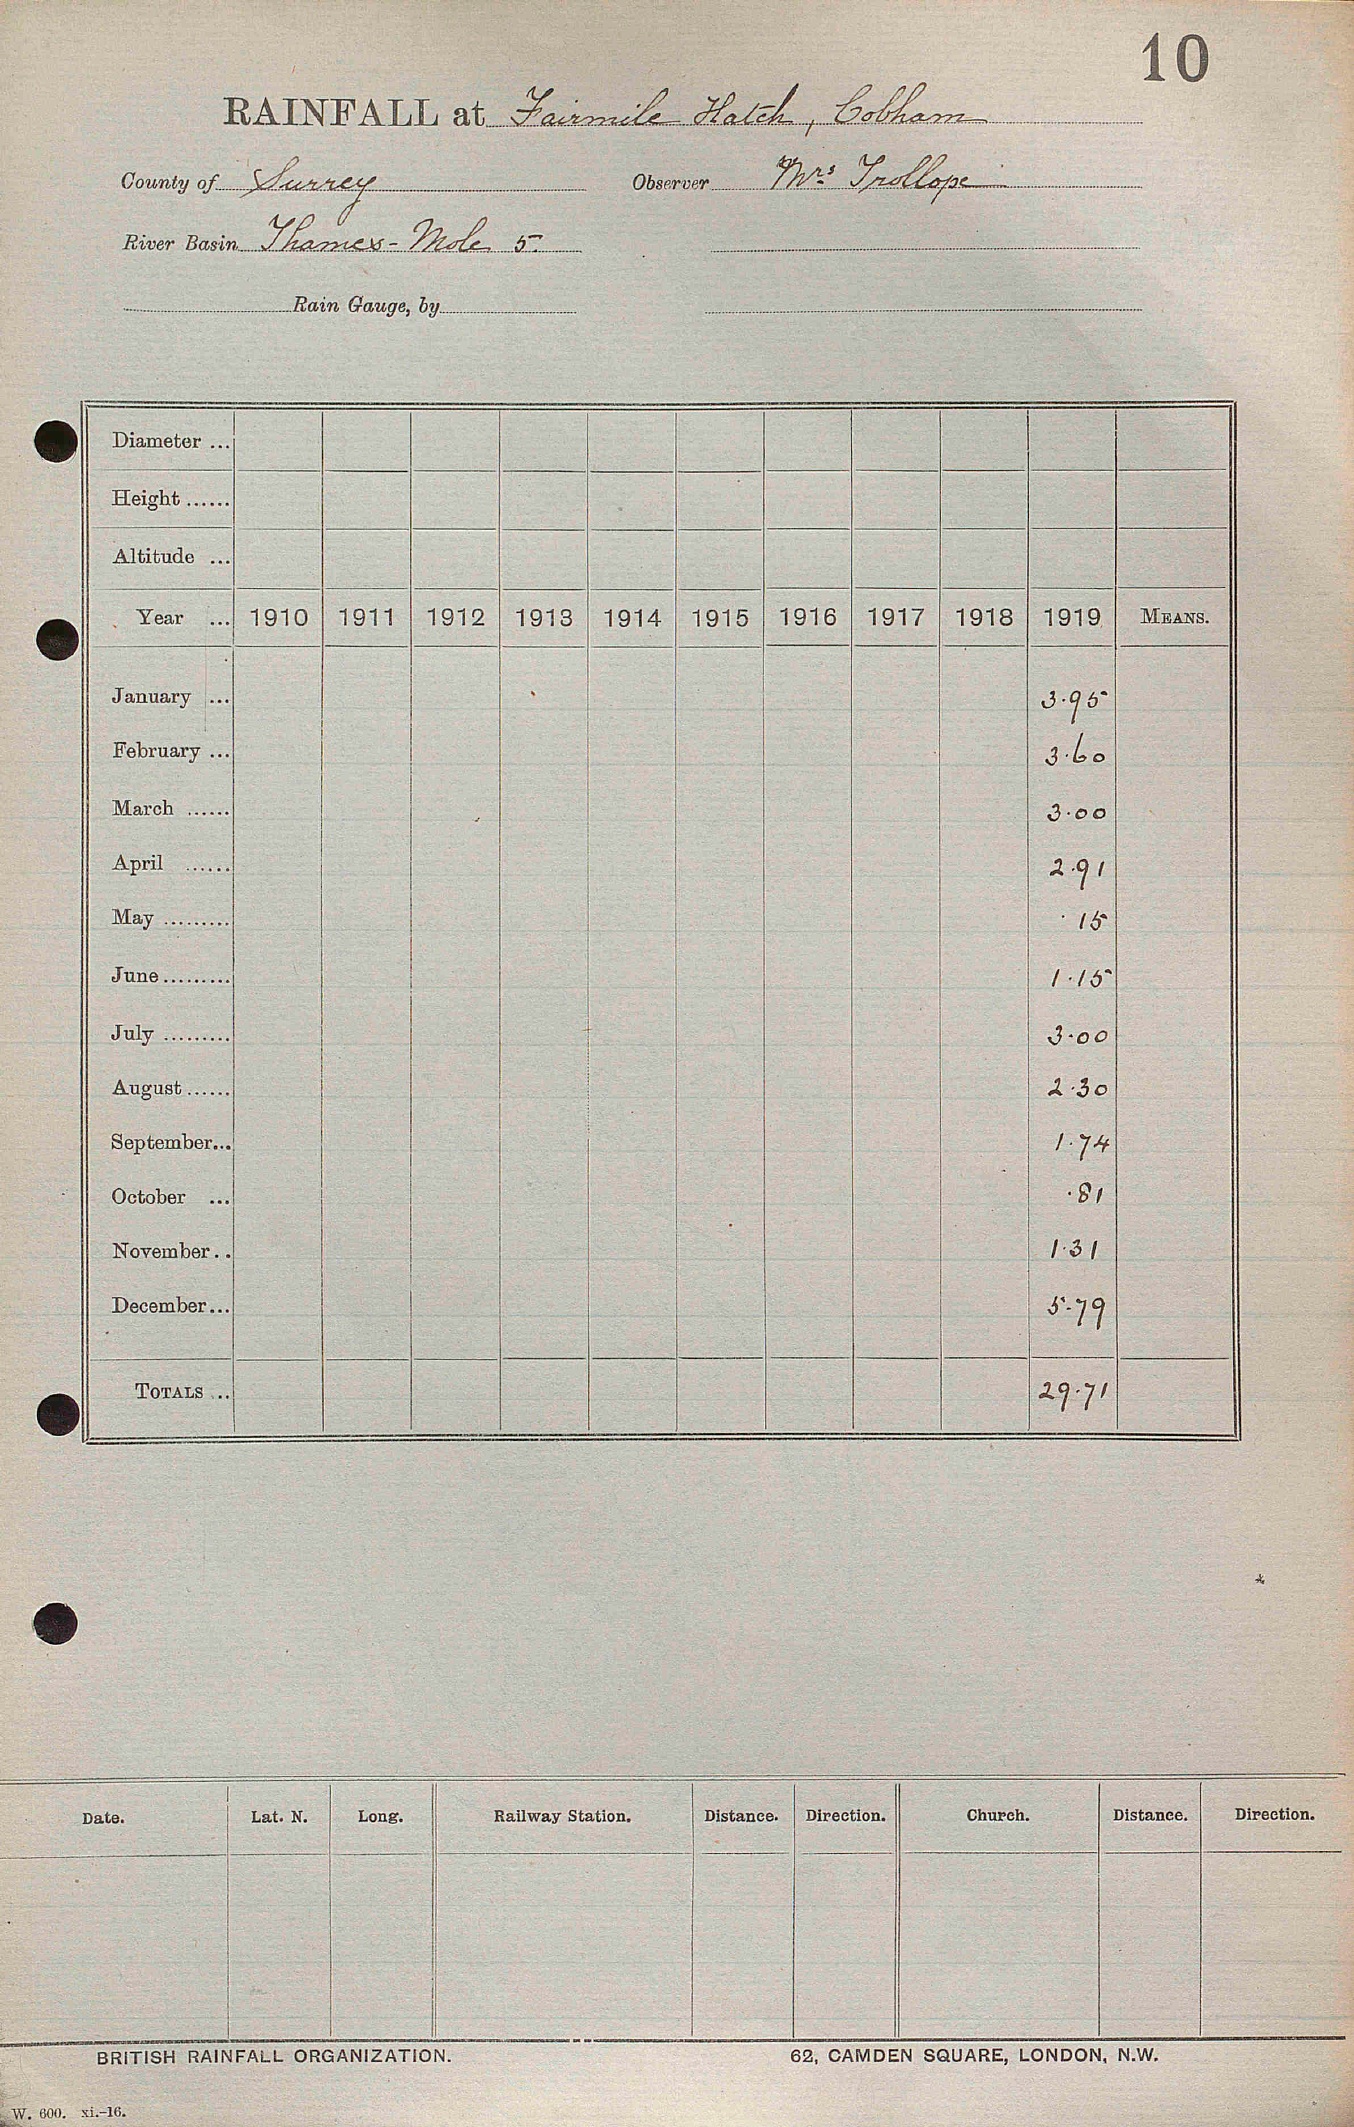 10
RAINFALL at Fairmile Hatch, Cobham
County of Surrey Observer Mrs Trollope
River Basin Thames - Mole 5.
Rain Gauge, by
Diameter ...
Height ......
Altitude ...
Year ... 1910 1911 1912 1913 1914 1915 1916 1917 1918 1919 MEANS.
January ... 3.95
February ... 3.60
March ...... 3.00
April ...... 2.91
May ......... .15
June ......... 1.15
July ......... 3.00
August ...... 2.30
September... 1.74
October ... .81
November .. 1.31
December... 5.79
TOTALS ... 29.71
Date. Lat. N. Long. Railway Station. Distance. Direction. Church. Distance. Direction.
BRITISH RAINFALL ORGANIZATION. 62, CAMDEN SQUARE, LONDON, N.W.
W. 600. xi.-16.